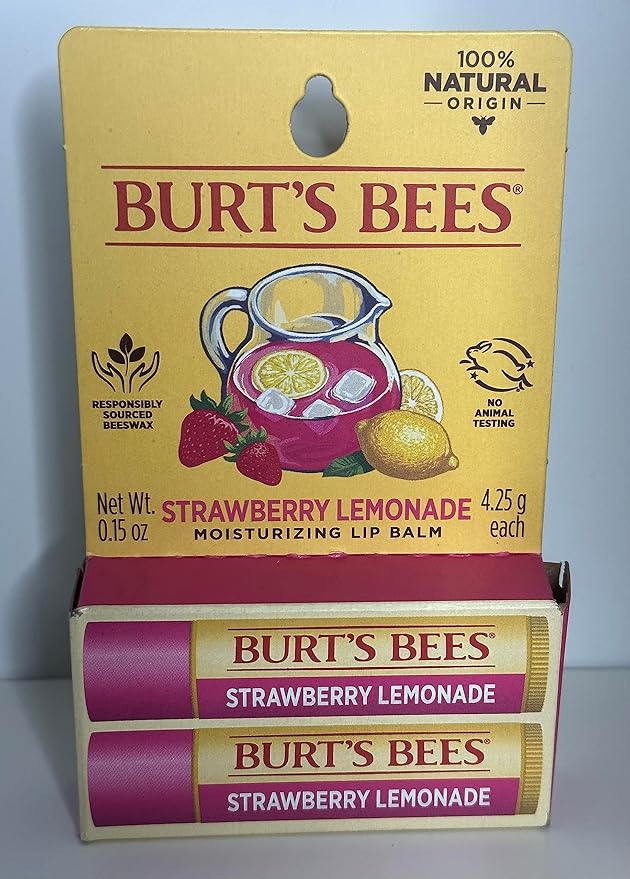 100%
NATURAL
ORIGIN
BURT'S BEES®
RESPONSIBLY
SOURCED
BEESWAX
NO
ANIMAL
TESTING
Net Wt.
0.15 oz
STRAWBERRY LEMONADE
MOISTURIZING LIP BALM
4.25 g
each
BURT'S BEES®
STRAWBERRY LEMONADE
BURT'S BEES®
STRAWBERRY LEMONADE